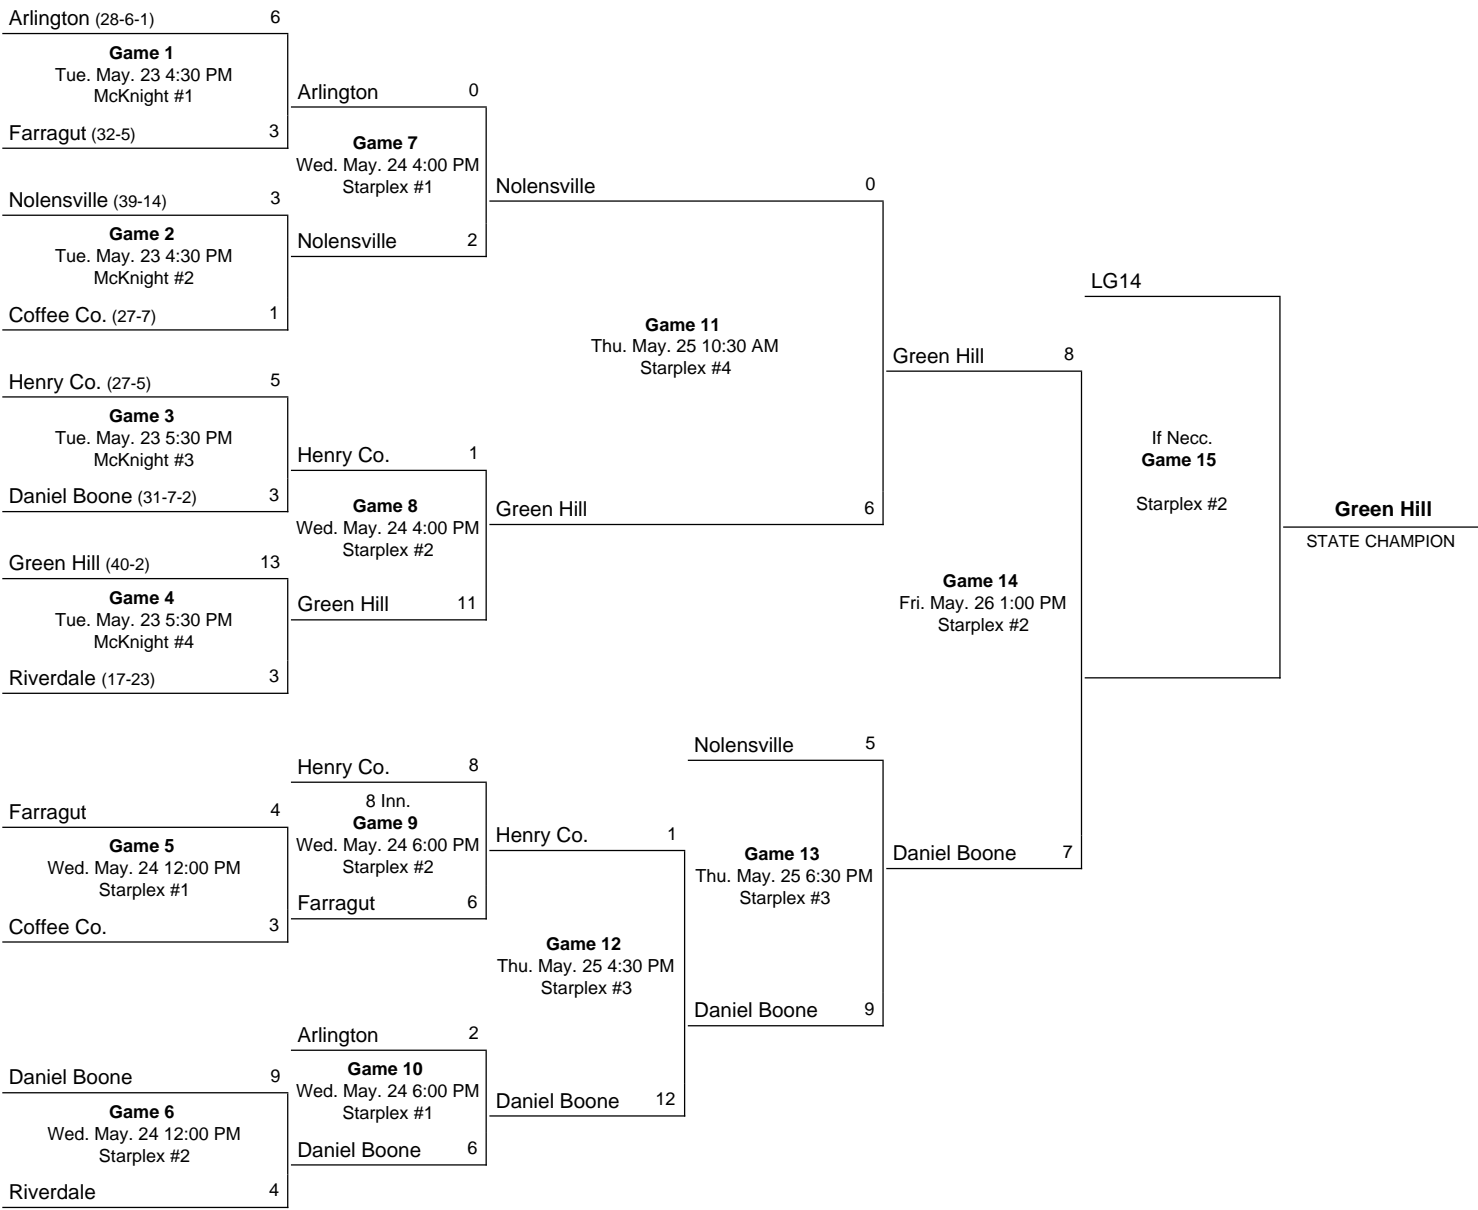 Arlington (28-6-1) 6
Game 1
Tue. May. 23 4:30 PM
McKnight #1
Farragut (32-5) 3
Nolensville (39-14) 3
Game 2
Tue. May. 23 4:30 PM
McKnight #2
Coffee Co. (27-7) 1
Henry Co. (27-5) 5
Game 3
Tue. May. 23 5:30 PM
McKnight #3
Daniel Boone (31-7-2) 3
Green Hill (40-2) 13
Game 4
Tue. May. 23 5:30 PM
McKnight #4
Riverdale (17-23) 3
Farragut 4
Game 5
Wed. May. 24 12:00 PM
Starplex #1
Coffee Co. 3
Daniel Boone 9
Game 6
Wed. May. 24 12:00 PM
Starplex #2
Riverdale 4
Arlington 0
Game 7
Wed. May. 24 4:00 PM
Starplex #1
Nolensville 2
Henry Co. 1
Game 8
Wed. May. 24 4:00 PM
Starplex #2
Green Hill 11
Henry Co. 8
8 Inn.
Game 9
Wed. May. 24 6:00 PM
Starplex #2
Farragut 6
Arlington 2
Game 10
Wed. May. 24 6:00 PM
Starplex #1
Daniel Boone 6
Nolensville 0
Game 11
Thu. May. 25 10:30 AM
Starplex #4
Green Hill 6
Henry Co. 1
Game 12
Thu. May. 25 4:30 PM
Starplex #3
Daniel Boone 12
Nolensville 5
Game 13
Thu. May. 25 6:30 PM
Starplex #3
Daniel Boone 9
Green Hill 8
Game 14
Fri. May. 26 1:00 PM
Starplex #2
Daniel Boone 7
LG14
If Necc.
Game 15
Starplex #2
Green Hill
STATE CHAMPION